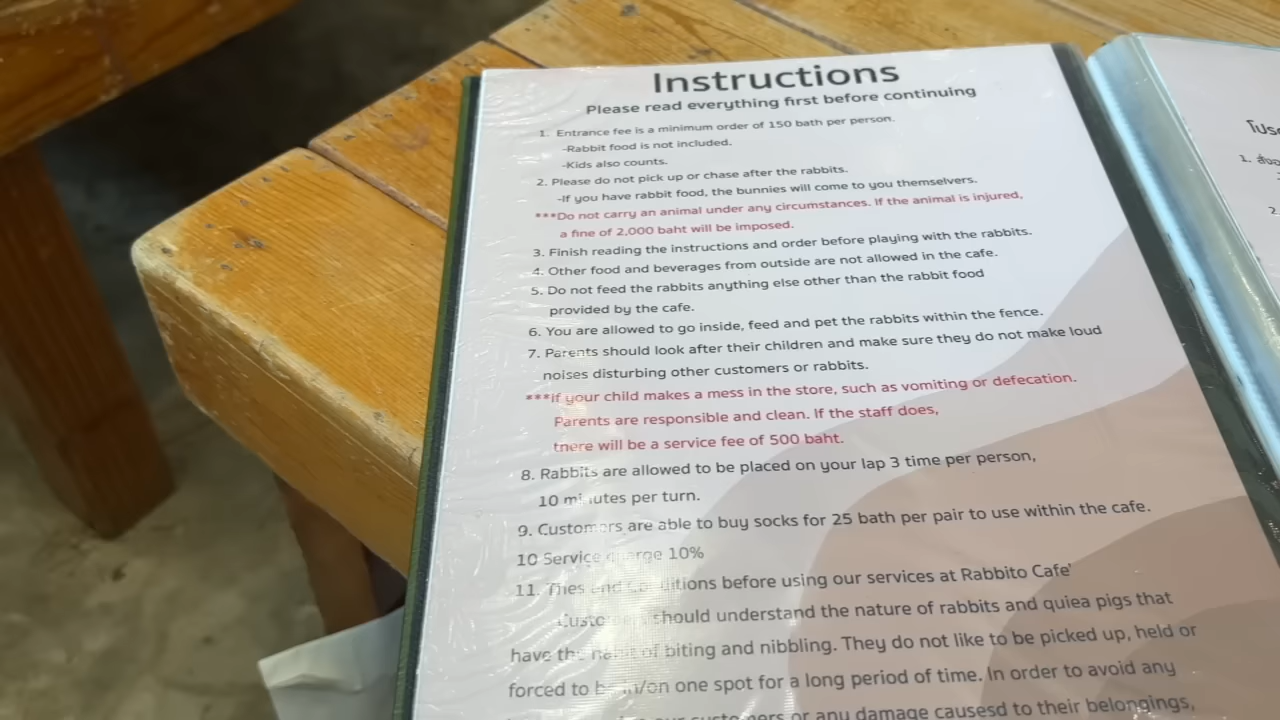 Instructions
Please read everything first before continuing
1. Entrance fee is a minimum order of 150 bath per person.
-Rabbit food is not included.
-Kids also counts.
2. Please do not pick up or chase after the rabbits.
-If you have rabbit food, the bunnies will come to you themselvers.
***Do not carry an animal under any circumstances. If the animal is injured,
a fine of 2,000 baht will be imposed.
3. Finish reading the instructions and order before playing with the rabbits.
4. Other food and beverages from outside are not allowed in the cafe.
5. Do not feed the rabbits anything else other than the rabbit food
provided by the cafe.
6. You are allowed to go inside, feed and pet the rabbits within the fence.
7. Parents should look after their children and make sure they do not make loud
noises disturbing other customers or rabbits.
***if your child makes a mess in the store, such as vomiting or defecation.
Parents are responsible and clean. If the staff does,
there will be a service fee of 500 baht.
8. Rabbits are allowed to be placed on your lap 3 time per person,
10 minutes per turn.
9. Customers are able to buy socks for 25 bath per pair to use within the cafe.
10 Service charge 10%
11. and before using our services at Rabbito Cafe'
should understand the nature of rabbits and quiea pigs that
have the of biting and nibbling. They do not like to be picked up, held or
forced to in/on one spot for a long period of time. In order to avoid any
customers or any damage causesd to their belongings,
1.
2